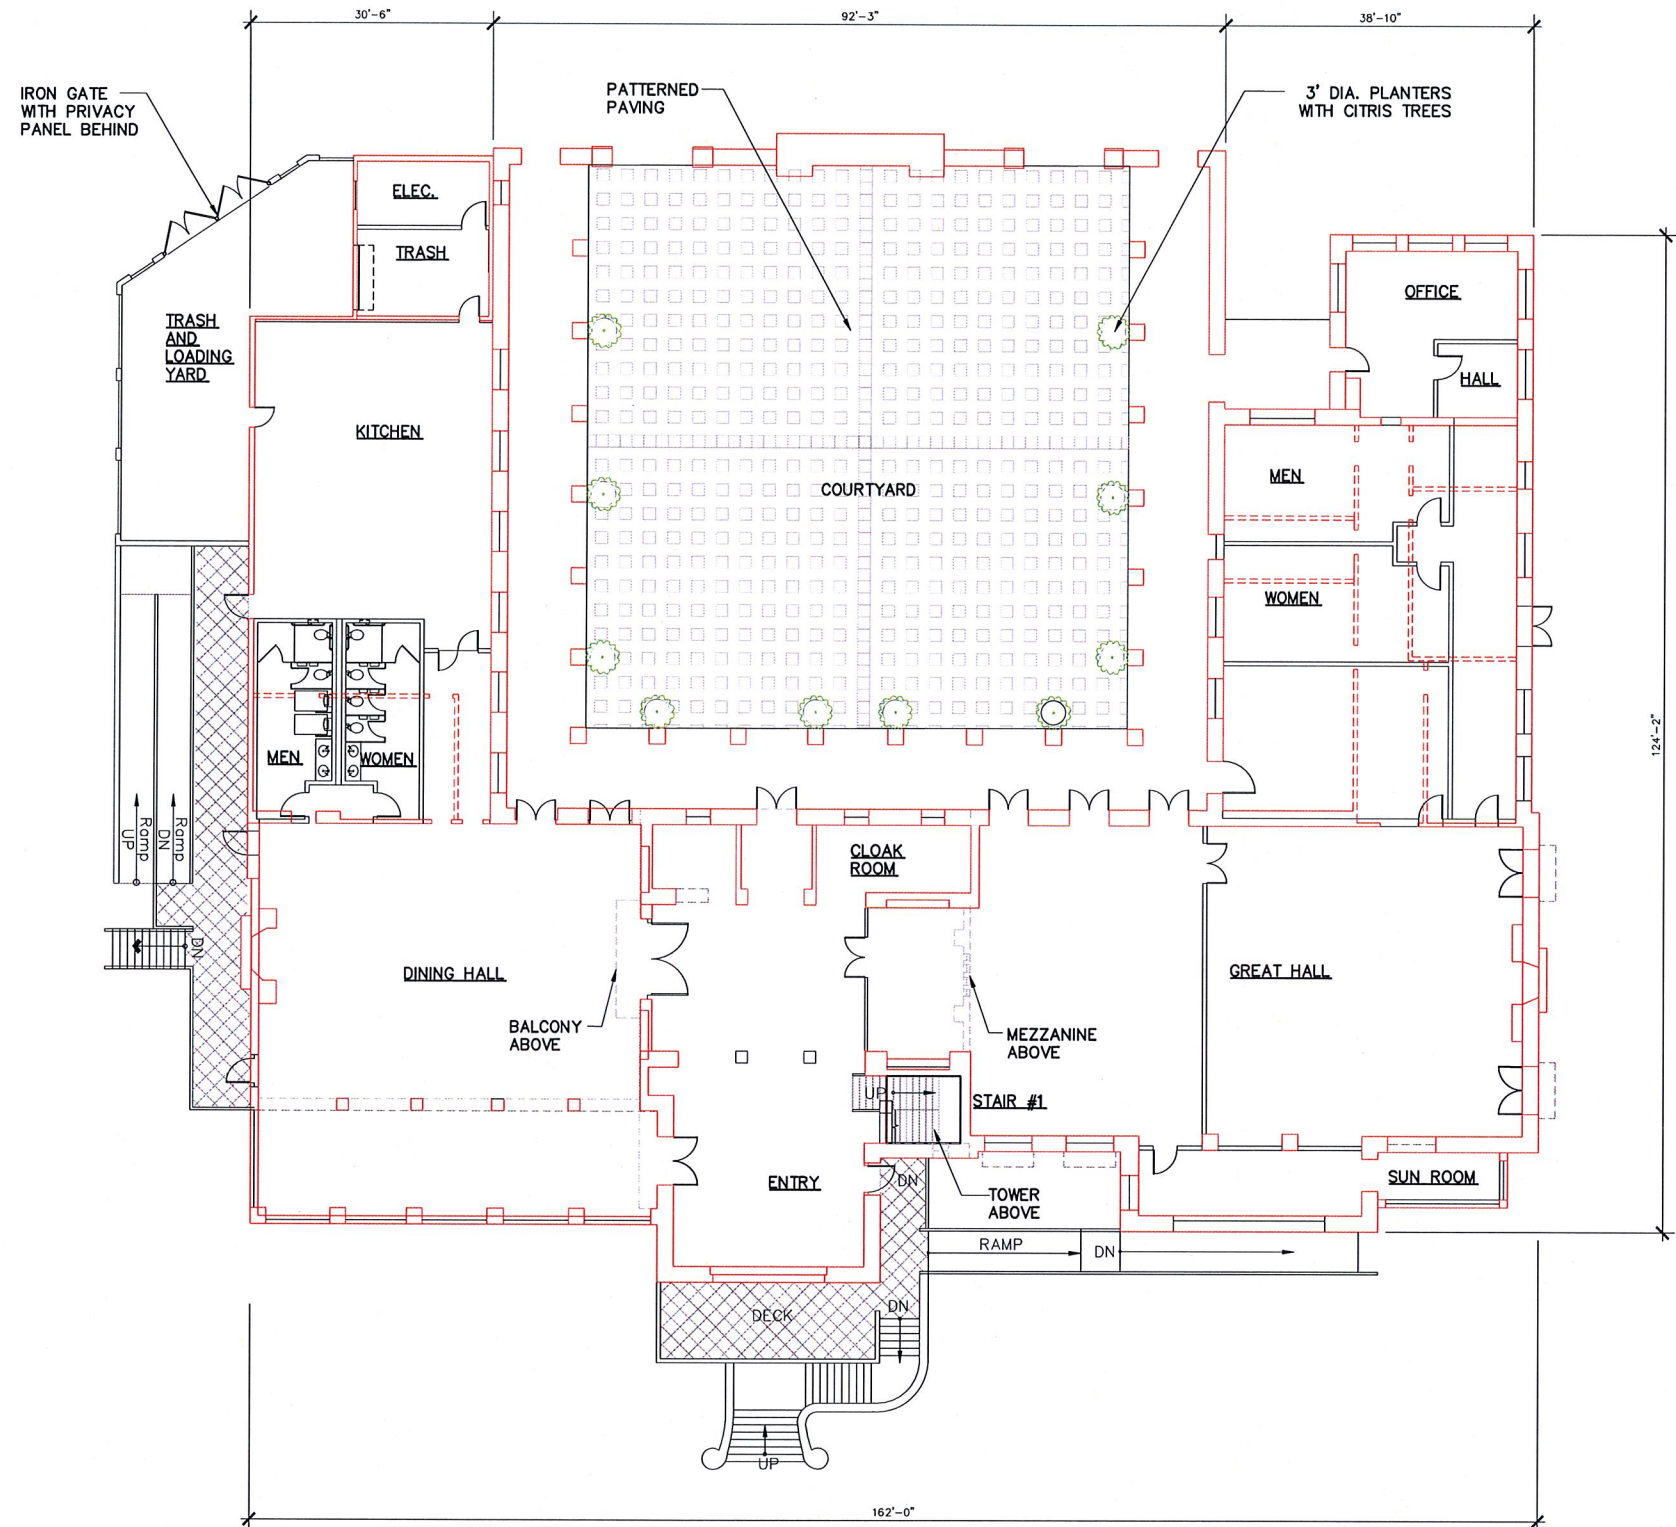 30'-6"
92'-3"
38'-10"
IRON GATE
WITH PRIVACY
PANEL BEHIND
PATTERNED
PAVING
3' DIA. PLANTERS
WITH CITRIS TREES
ELEC.
TRASH
OFFICE
TRASH
AND
LOADING
YARD
HALL
KITCHEN
MEN
COURTYARD
WOMEN
124'-2"
MEN
WOMEN
Ramp
UP
Ramp
DN
CLOAK
ROOM
DN
DINING HALL
GREAT HALL
BALCONY
ABOVE
MEZZANINE
ABOVE
UP
STAIR #1
ENTRY
DN
SUN ROOM
TOWER
ABOVE
RAMP
DN
DECK
DN
UP
162'-0"